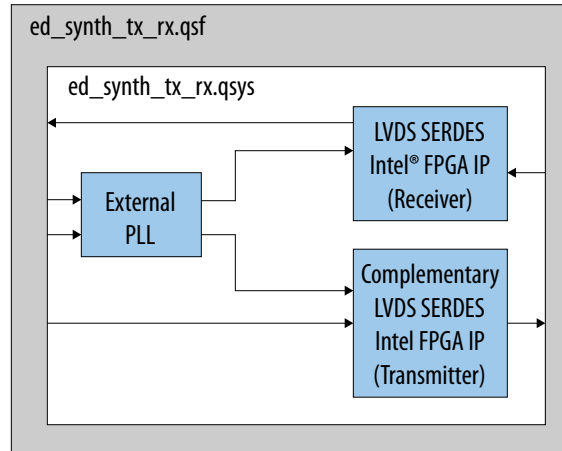 ed_synth_tx_rx.qsf
ed_synth_tx_rx.qsys
LVDS SERDES
Intel® FPGA IP
(Receiver)
External
PLL
Complementary
LVDS SERDES
Intel FPGA IP
(Transmitter)